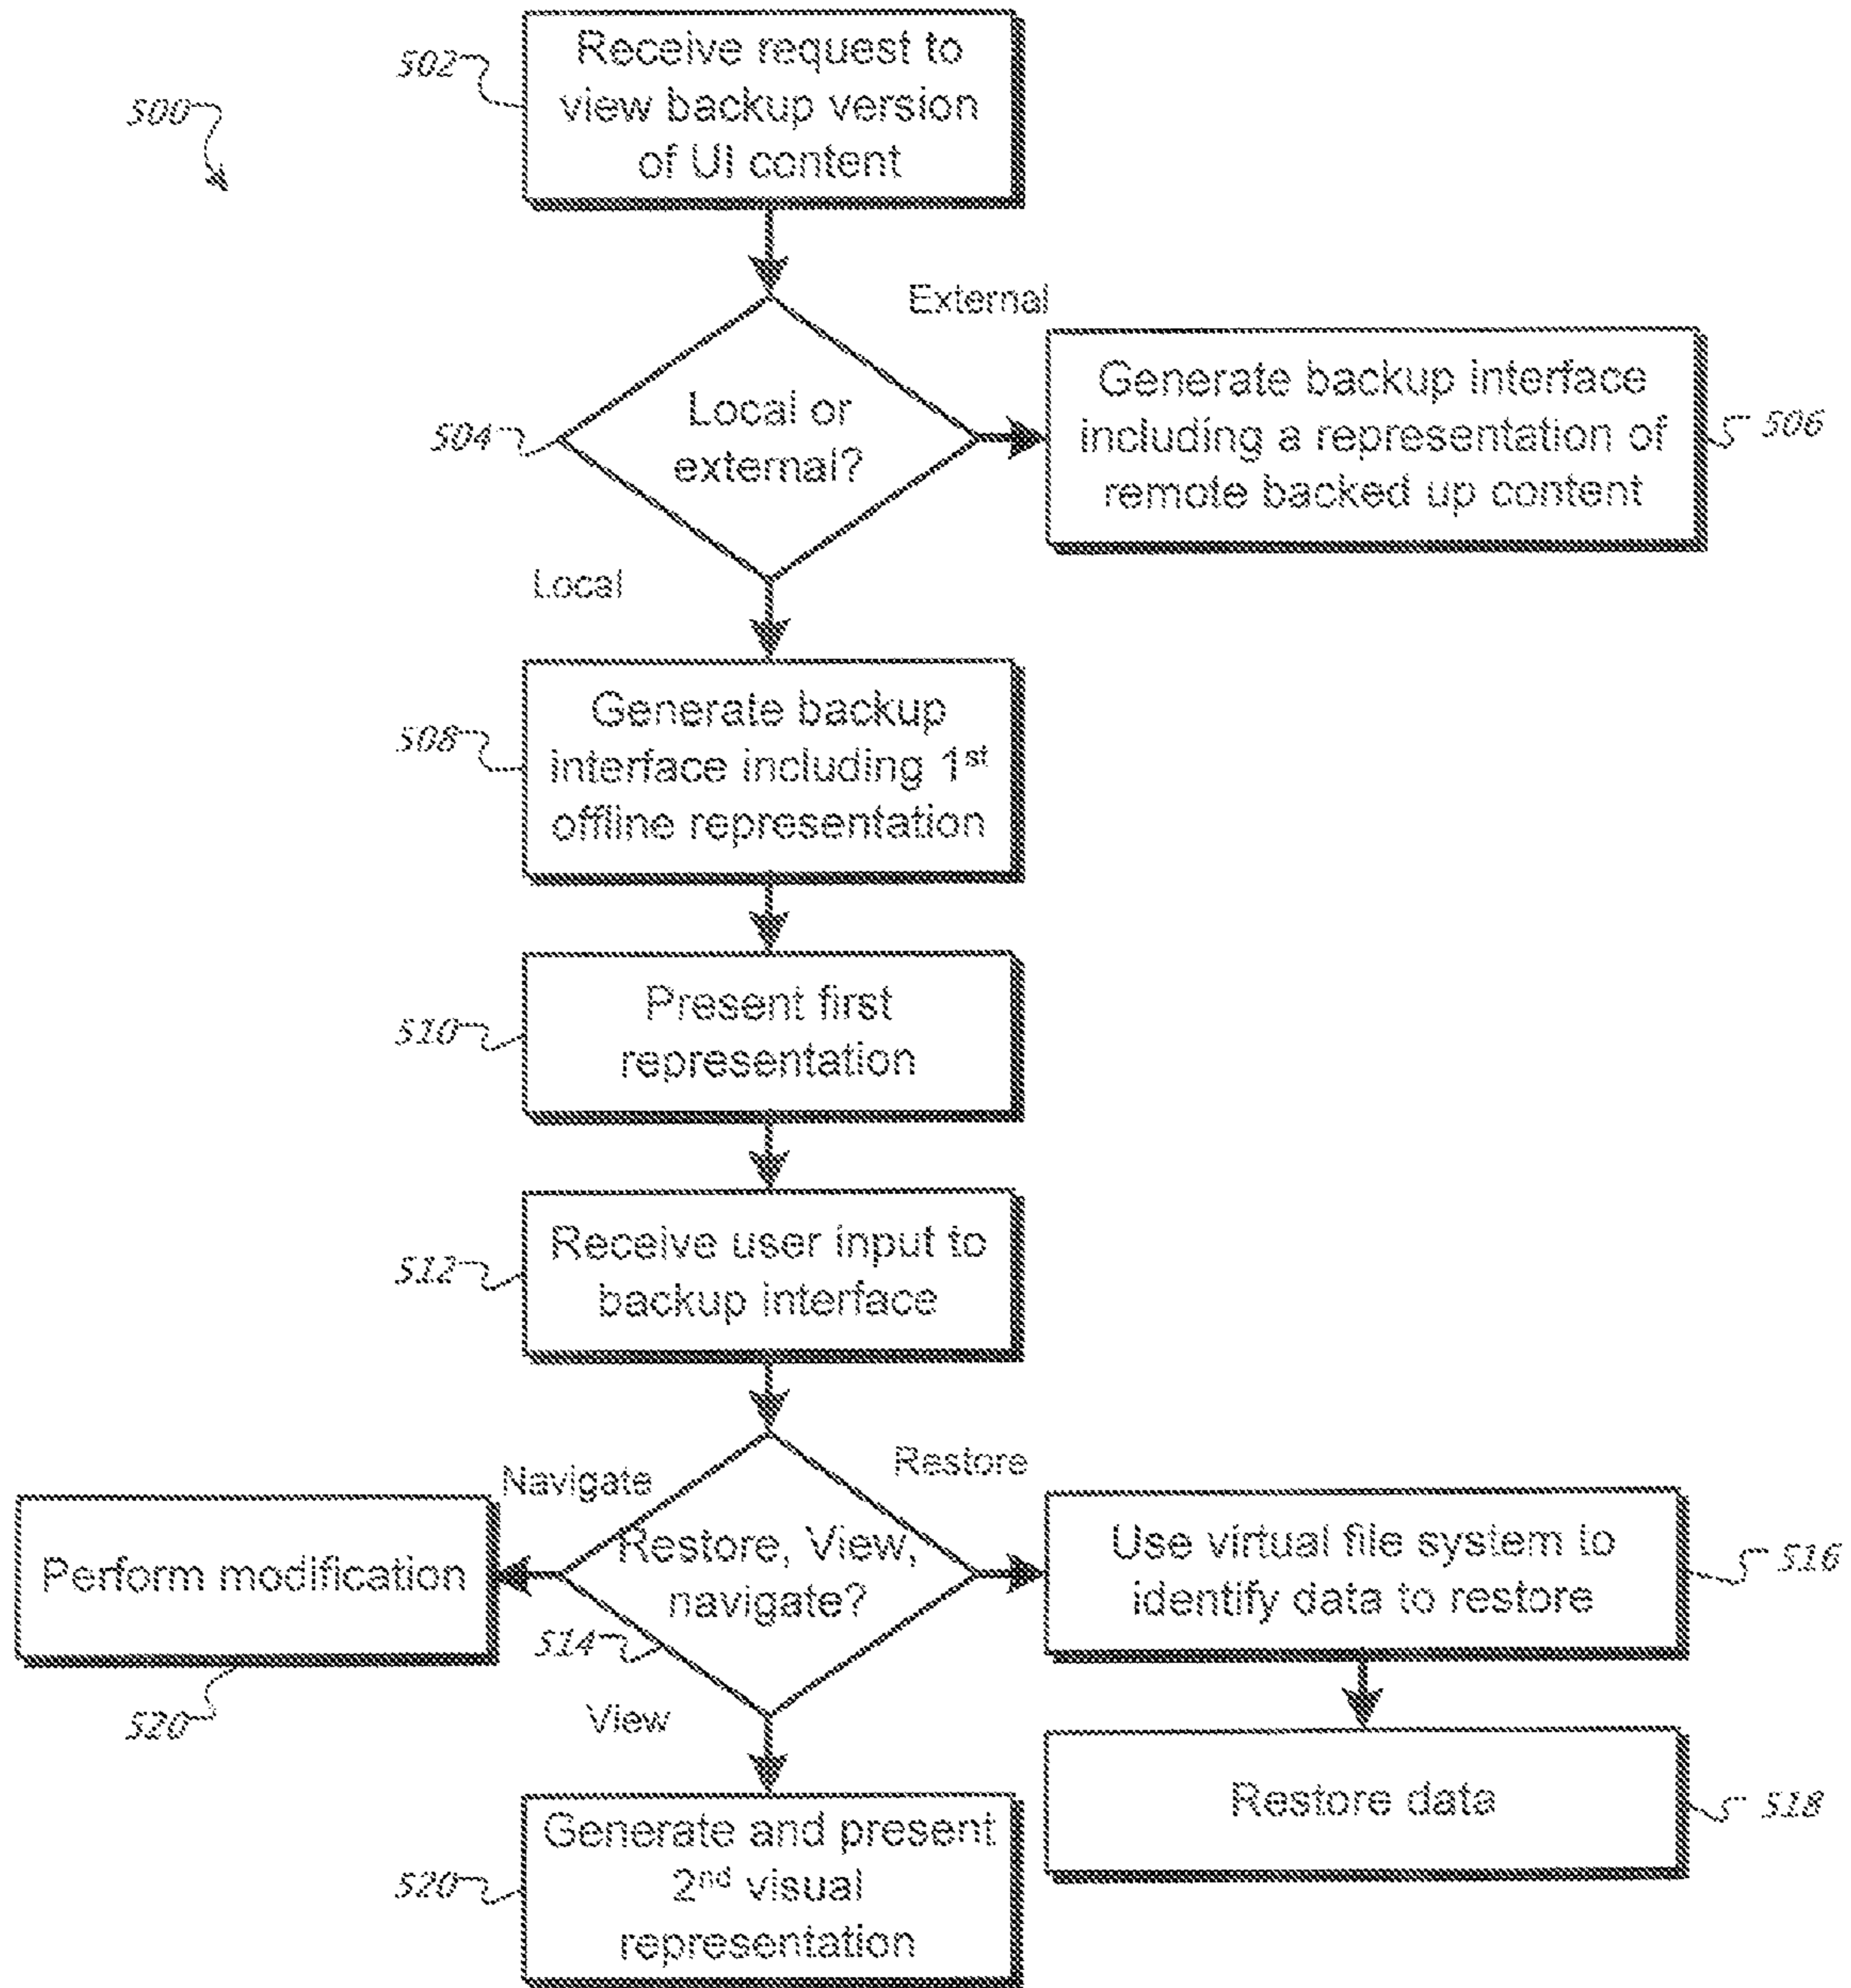 500
502
Receive request to
view backup version
of UI content
504
Local or
external?
External
Generate backup interface
including a representation of
remote backed up content
506
Local
508
Generate backup
interface including 1st
offline representation
510
Present first
representation
512
Receive user input to
backup interface
Navigate
Restore
Restore, View,
navigate?
514
Perform modification
520
Use virtual file system to
identify data to restore
516
View
Restore data
518
520
Generate and present
2nd visual
representation